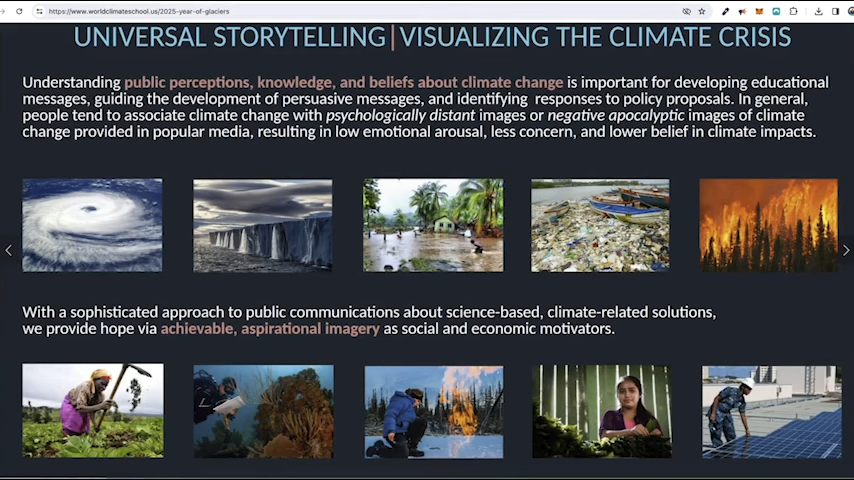 https://www.worldclimateschool.us/2025-year-of-glaciers
UNIVERSAL STORYTELLING|VISUALIZING THE CLIMATE CRISIS
Understanding public perceptions, knowledge, and beliefs about climate change is important for developing educational
messages, guiding the development of persuasive messages, and identifying responses to policy proposals. In general,
people tend to associate climate change with psychologically distant images or negative apocalyptic images of climate
change provided in popular media, resulting in low emotional arousal, less concern, and lower belief in climate impacts.
With a sophisticated approach to public communications about science-based, climate-related solutions,
we provide hope via achievable, aspirational imagery as social and economic motivators.